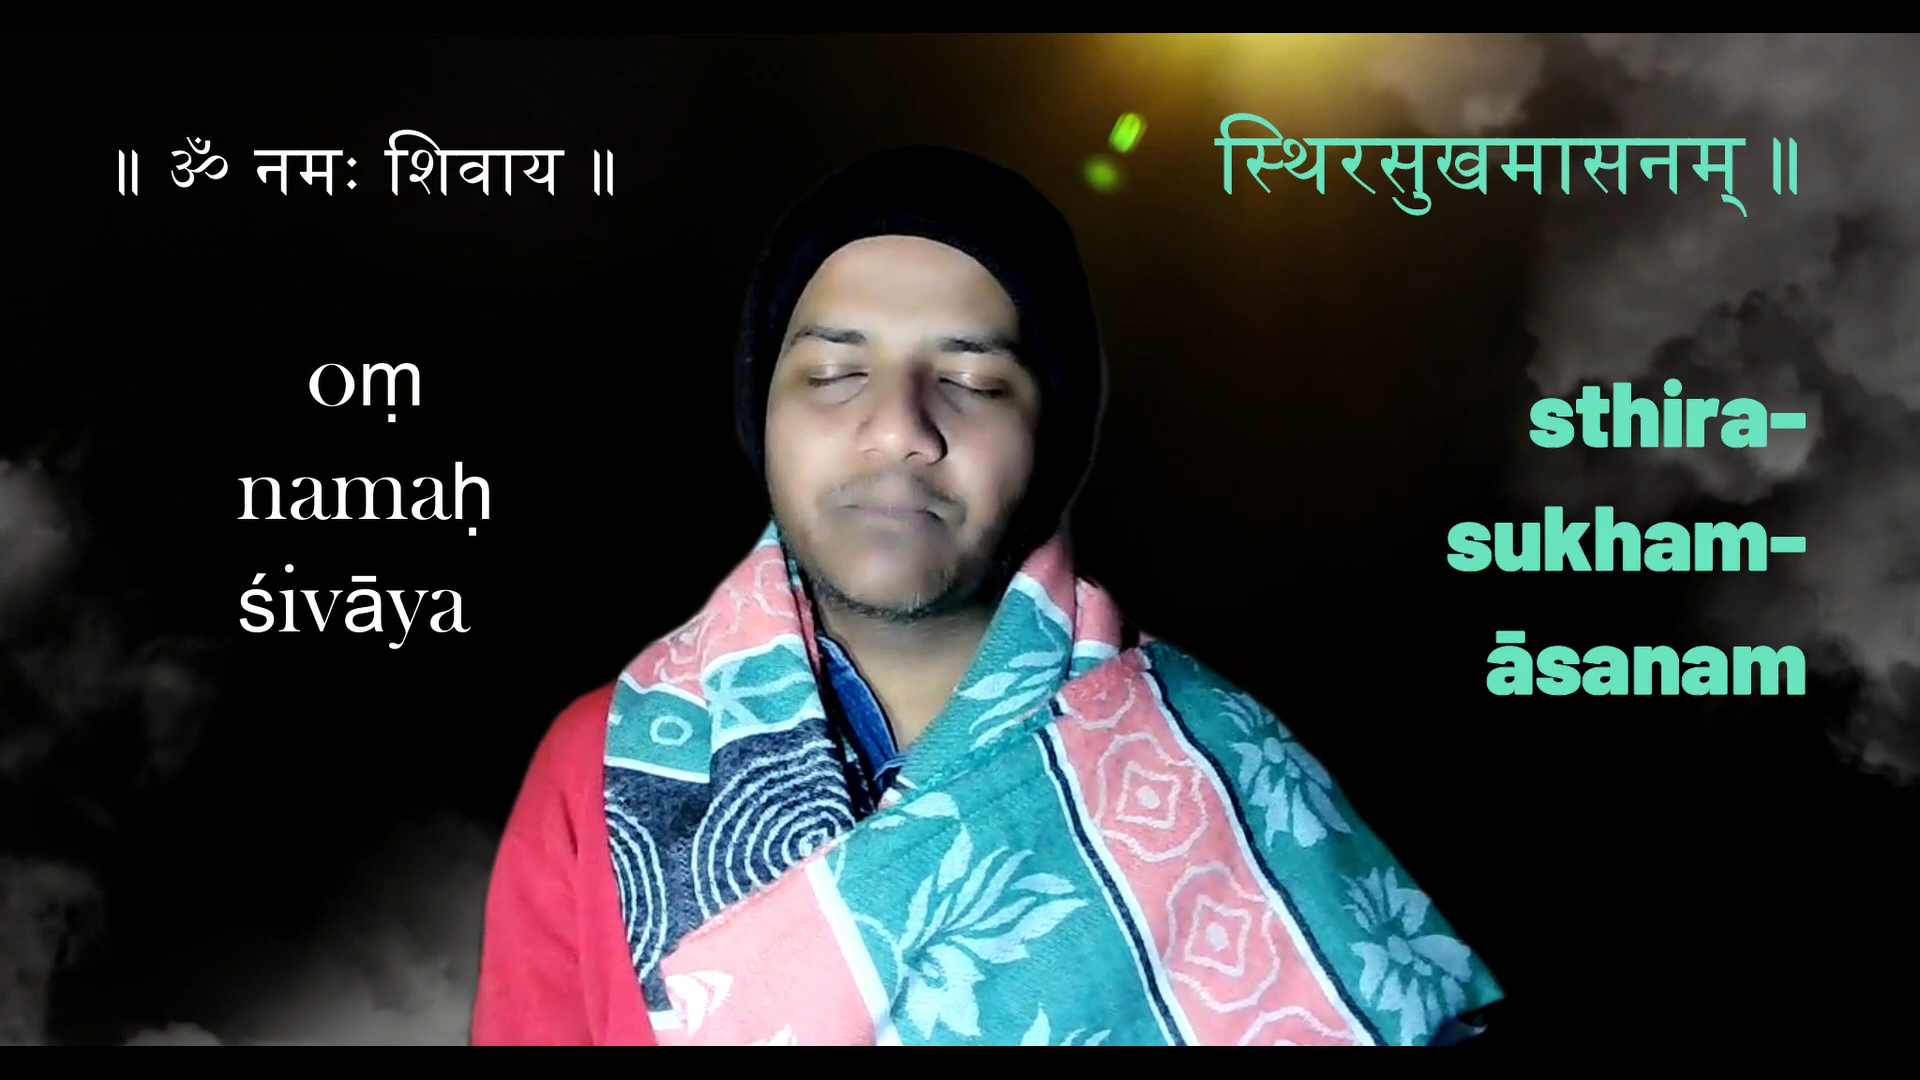 ॥ ॐ नमः शिवाय ॥
oṃ
namaḥ
śivāya
स्थिरसुखमासनम् ॥
sthira-
sukham-
āsanam